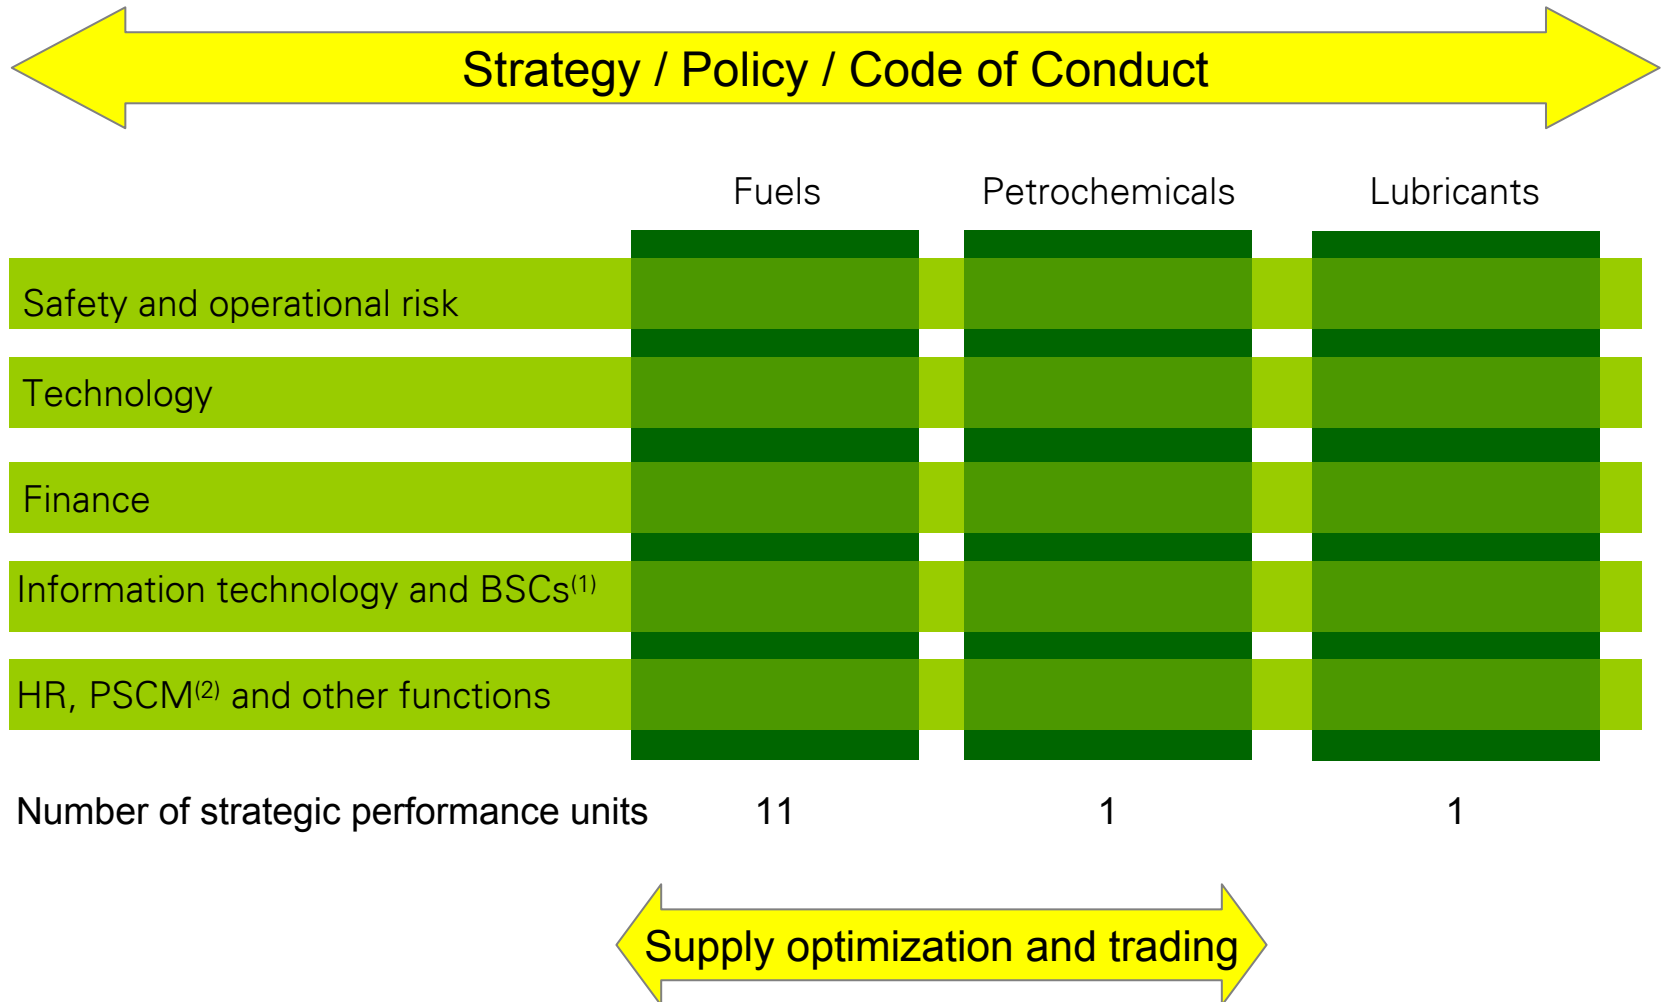 Strategy / Policy / Code of Conduct
Fuels Petrochemicals Lubricants
Safety and operational risk
Technology
Finance
Information technology and BSCs(1)
HR, PSCM(2) and other functions
Number of strategic performance units 11 1 1
Supply optimization and trading